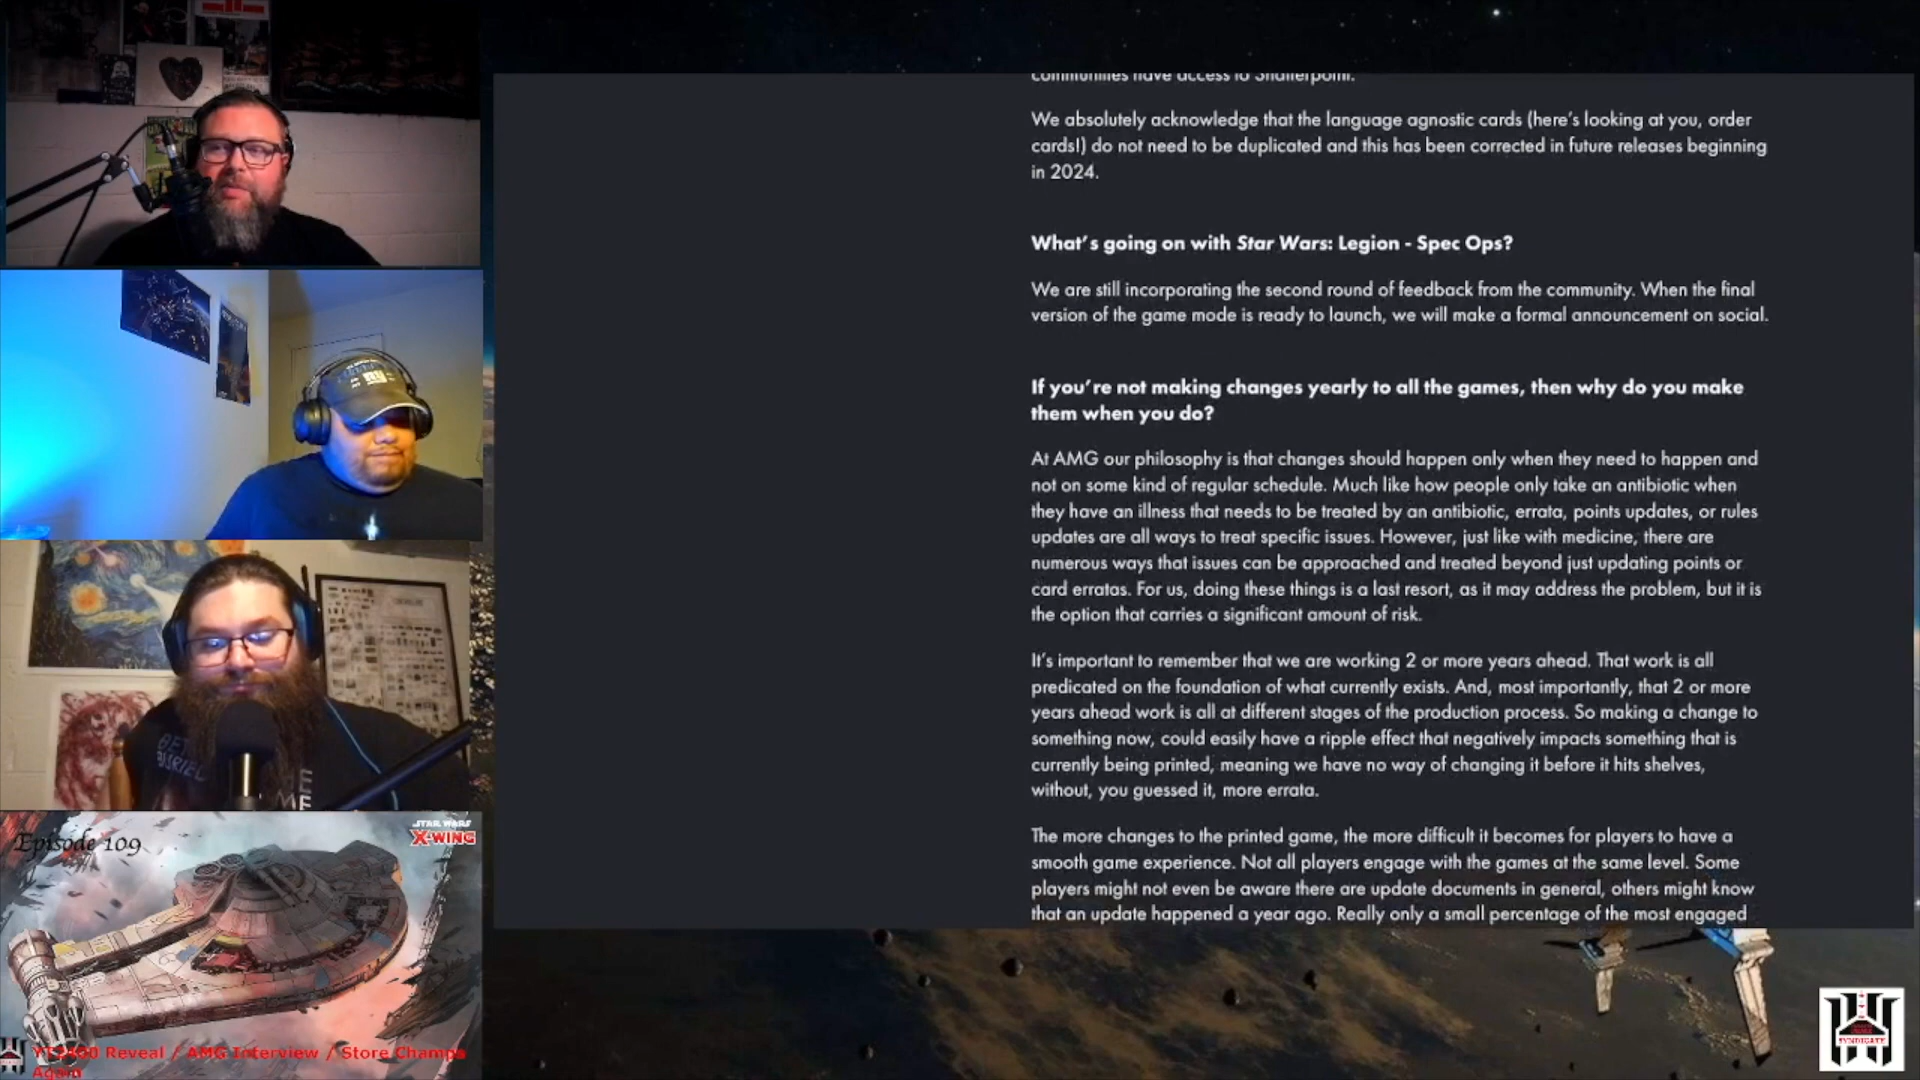 communities have access to Shatterpoint.
We absolutely acknowledge that the language agnostic cards (here's looking at you, order
cards!) do not need to be duplicated and this has been corrected in future releases beginning
in 2024.
What's going on with Star Wars: Legion - Spec Ops?
We are still incorporating the second round of feedback from the community. When the final
version of the game mode is ready to launch, we will make a formal announcement on social.
If you're not making changes yearly to all the games, then why do you make
them when you do?
At AMG our philosophy is that changes should happen only when they need to happen and
not on some kind of regular schedule. Much like how people only take an antibiotic when
they have an illness that needs to be treated by an antibiotic, errata, points updates, or rules
updates are all ways to treat specific issues. However, just like with medicine, there are
numerous ways that issues can be approached and treated beyond just updating points or
card erratas. For us, doing these things is a last resort, as it may address the problem, but it is
the option that carries a significant amount of risk.
It's important to remember that we are working 2 or more years ahead. That work is all
predicated on the foundation of what currently exists. And, most importantly, that 2 or more
years ahead work is all at different stages of the production process. So making a change to
something now, could easily have a ripple effect that negatively impacts something that is
currently being printed, meaning we have no way of changing it before it hits shelves,
without, you guessed it, more errata.
The more changes to the printed game, the more difficult it becomes for players to have a
smooth game experience. Not all players engage with the games at the same level. Some
players might not even be aware there are update documents in general, others might know
that an update happened a year ago. Really only a small percentage of the most engaged
Episode 109
STAR WARS
X-WING
Reveal / AMG Interview / Store Champs
Again
SYNDICATE